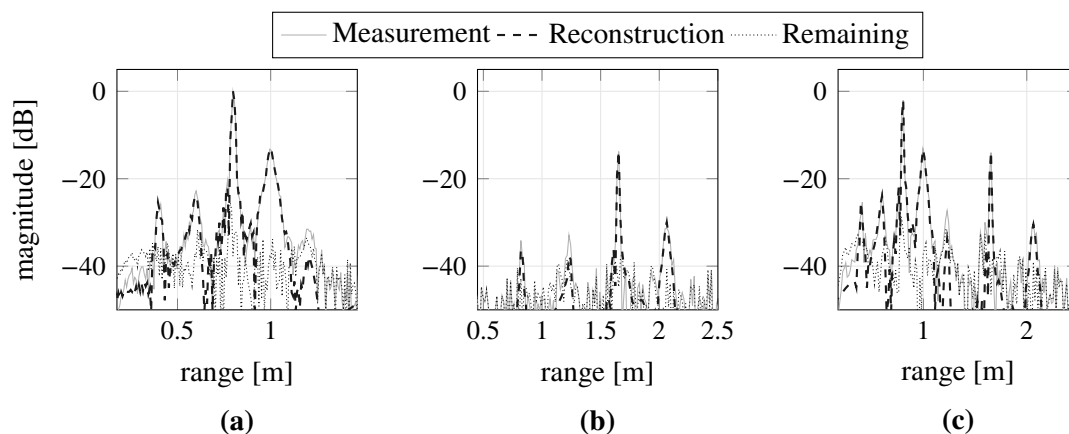 Measurement Reconstruction Remaining
magnitude [dB]
0
−20
−40
0.5 1
range [m]
(a)
0
−20
−40
0.5 1 1.5 2 2.5
range [m]
(b)
0
−20
−40
1 2
range [m]
(c)